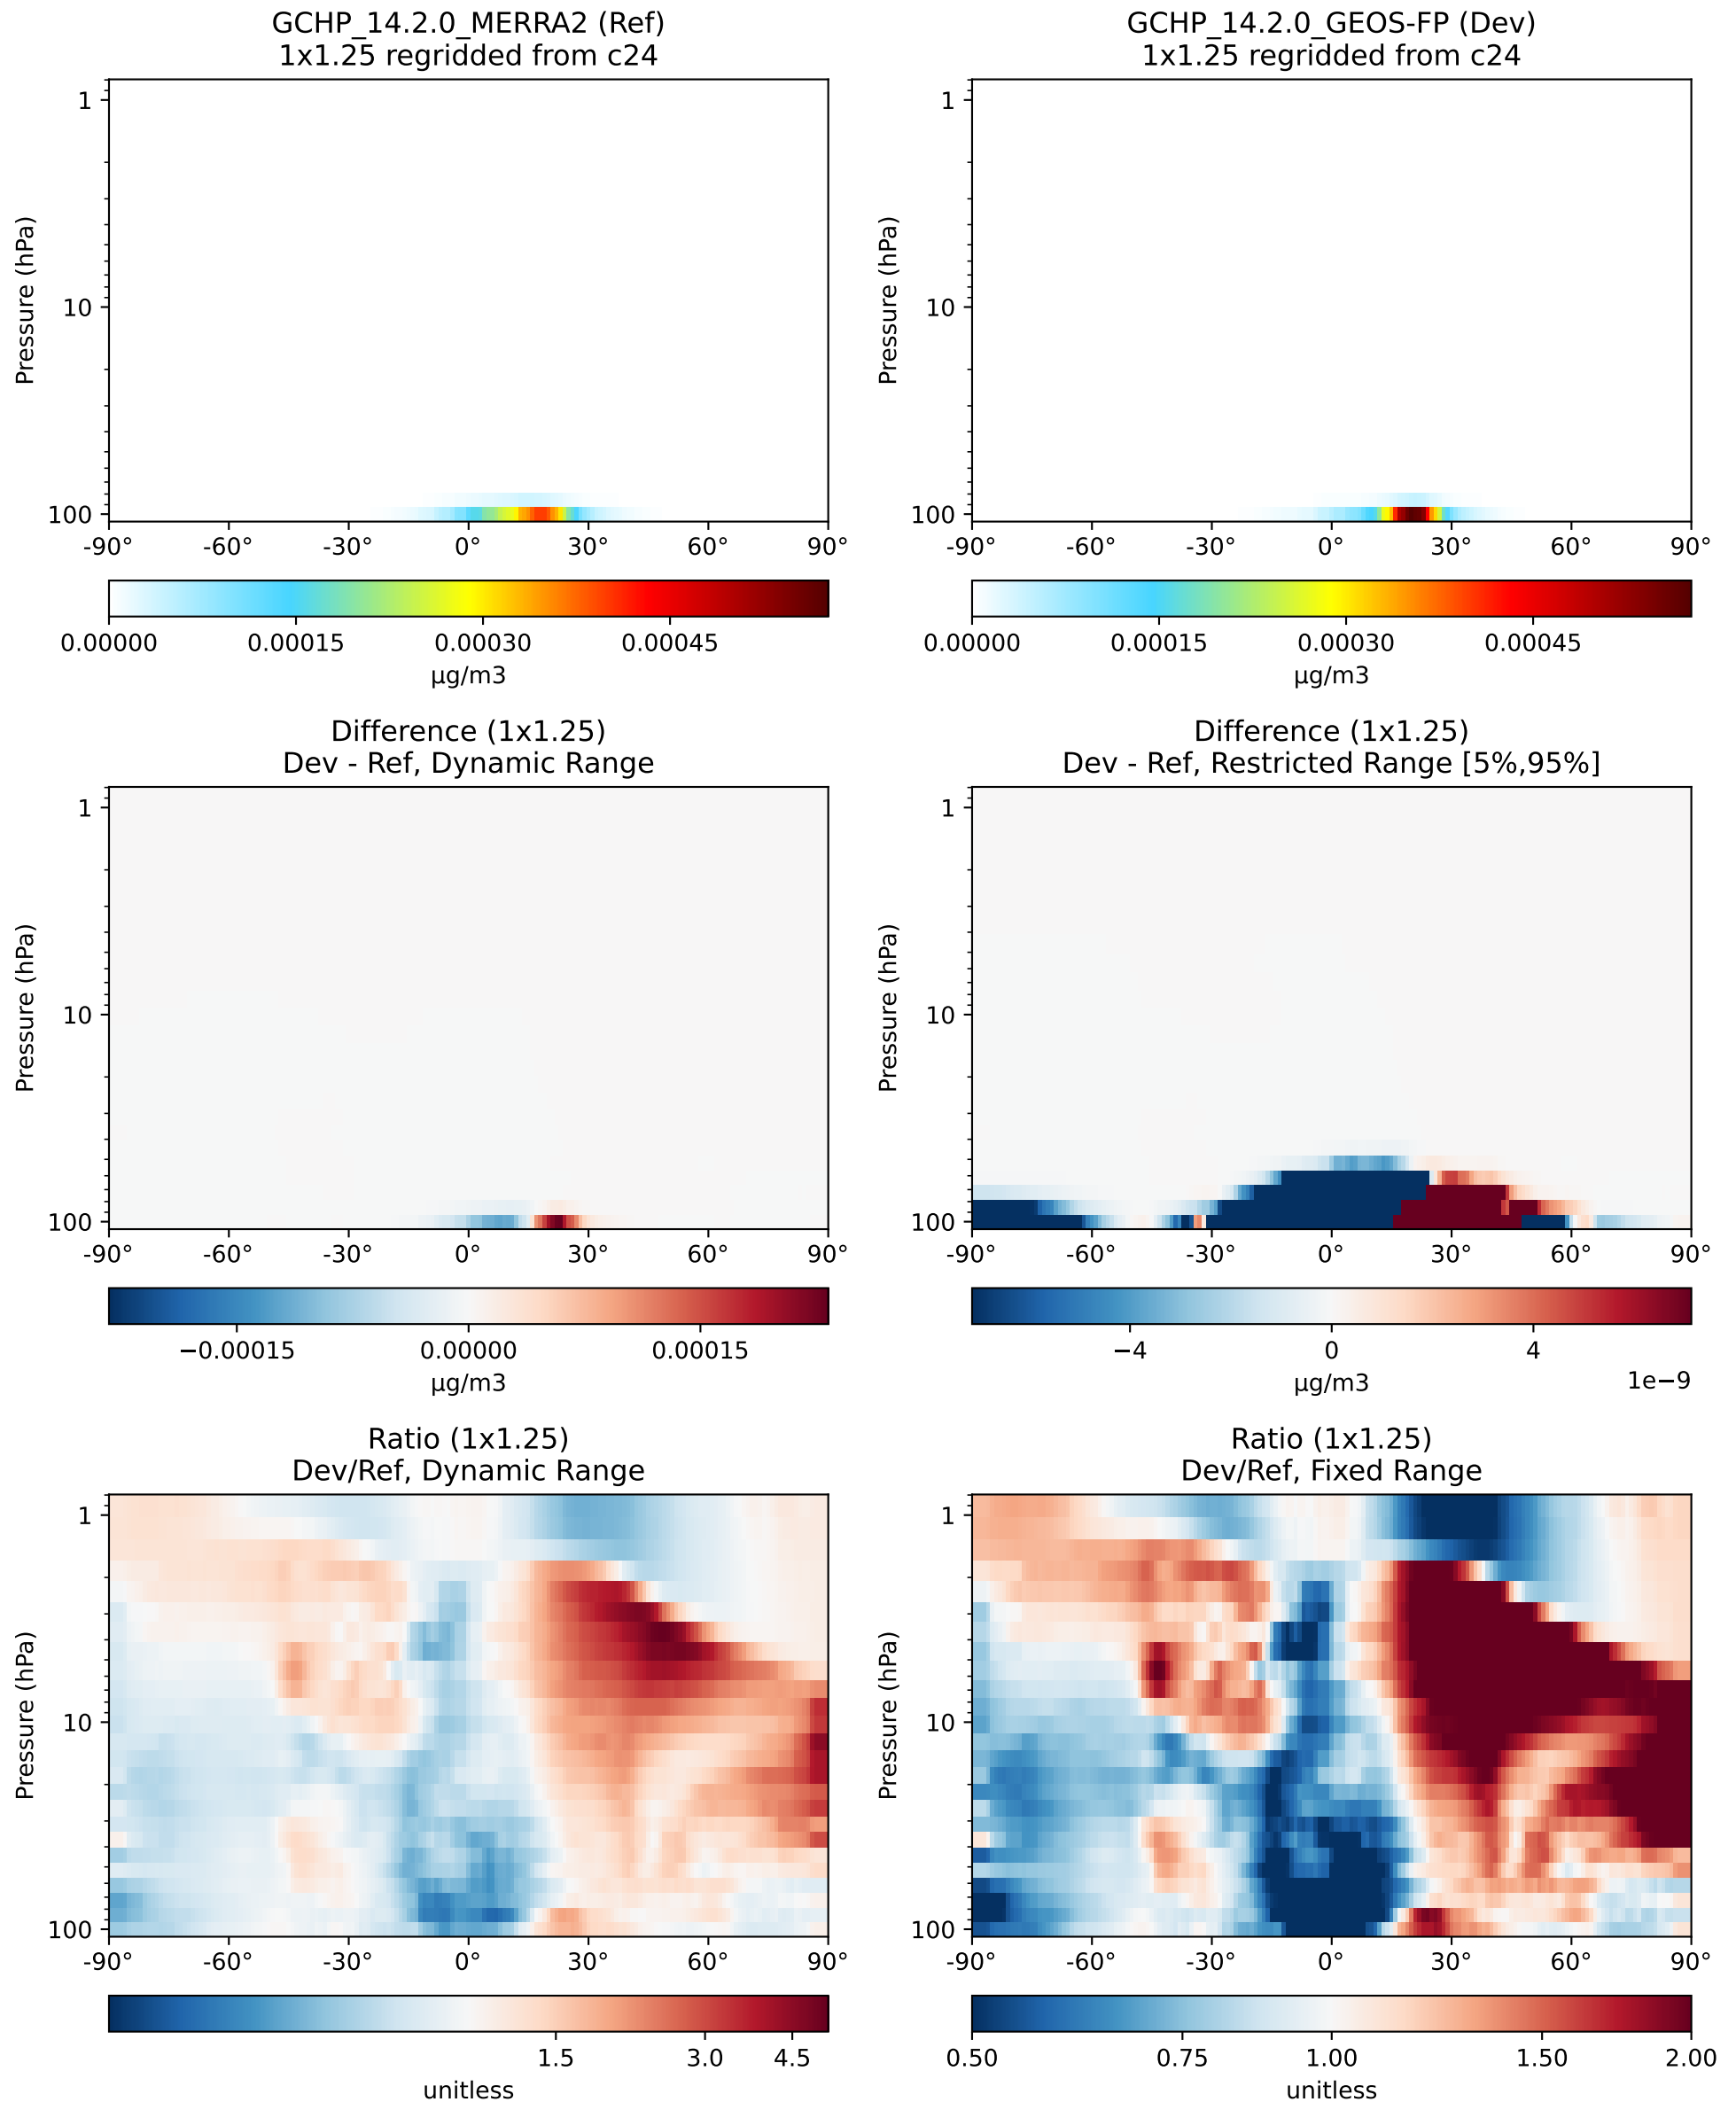 GCHP_14.2.0_MERRA2 (Ref)
1x1.25 regridded from c24
Pressure (hPa)
1
10
100
-90° -60° -30° 0° 30° 60° 90°
0.00000 0.00015 0.00030 0.00045
µg/m3
GCHP_14.2.0_GEOS-FP (Dev)
1x1.25 regridded from c24
Pressure (hPa)
1
10
100
-90° -60° -30° 0° 30° 60° 90°
0.00000 0.00015 0.00030 0.00045
µg/m3
Difference (1x1.25)
Dev - Ref, Dynamic Range
Pressure (hPa)
1
10
100
-90° -60° -30° 0° 30° 60° 90°
−0.00015 0.00000 0.00015
µg/m3
Difference (1x1.25)
Dev - Ref, Restricted Range [5%,95%]
Pressure (hPa)
1
10
100
-90° -60° -30° 0° 30° 60° 90°
−4 0 4
µg/m3
1e−9
Ratio (1x1.25)
Dev/Ref, Dynamic Range
Pressure (hPa)
1
10
100
-90° -60° -30° 0° 30° 60° 90°
1.5 3.0 4.5
unitless
Ratio (1x1.25)
Dev/Ref, Fixed Range
Pressure (hPa)
1
10
100
-90° -60° -30° 0° 30° 60° 90°
0.50 0.75 1.00 1.50 2.00
unitless